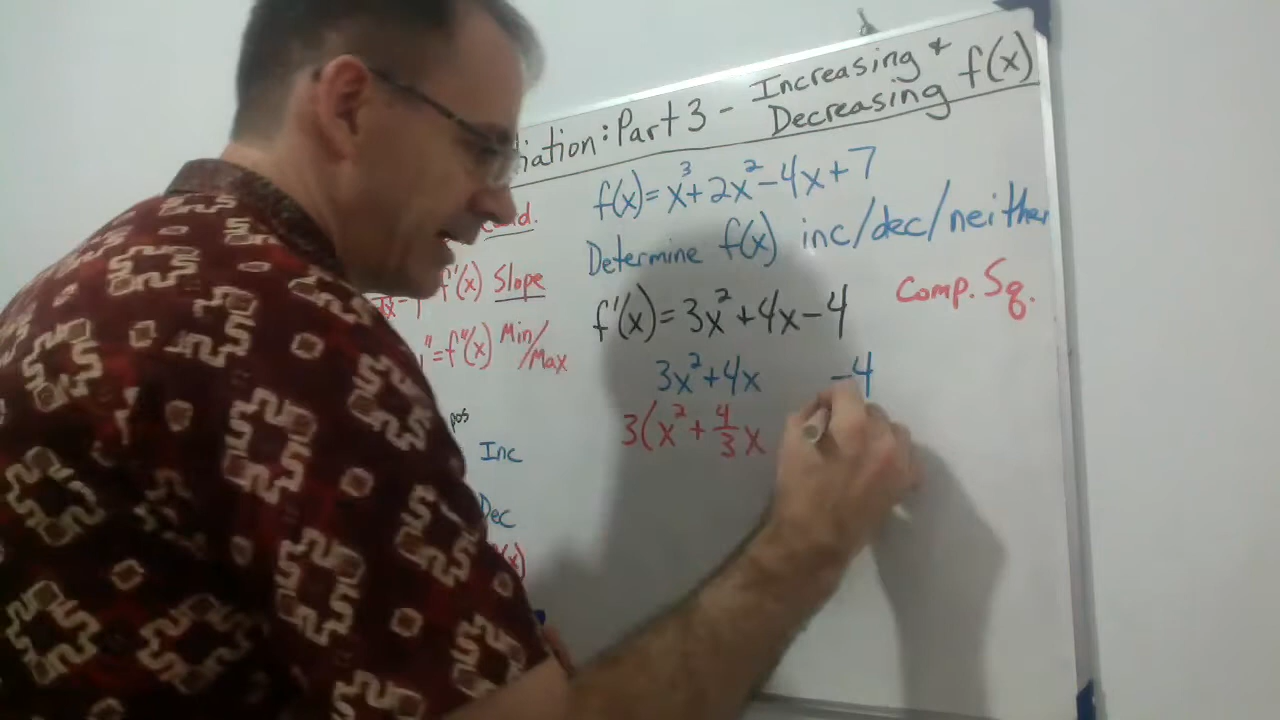 iation: Part 3 - Increasing +
Decreasing f(x)
f(x) = x³ + 2x² - 4x + 7
Determine f(x) inc/dec/neither
f'(x) Slope
= f"(x) Min/Max
pos
Inc
Dec
f'(x) = 3x² + 4x - 4
Comp. Sq.
3x² + 4x - 4
3(x² + 4/3 x